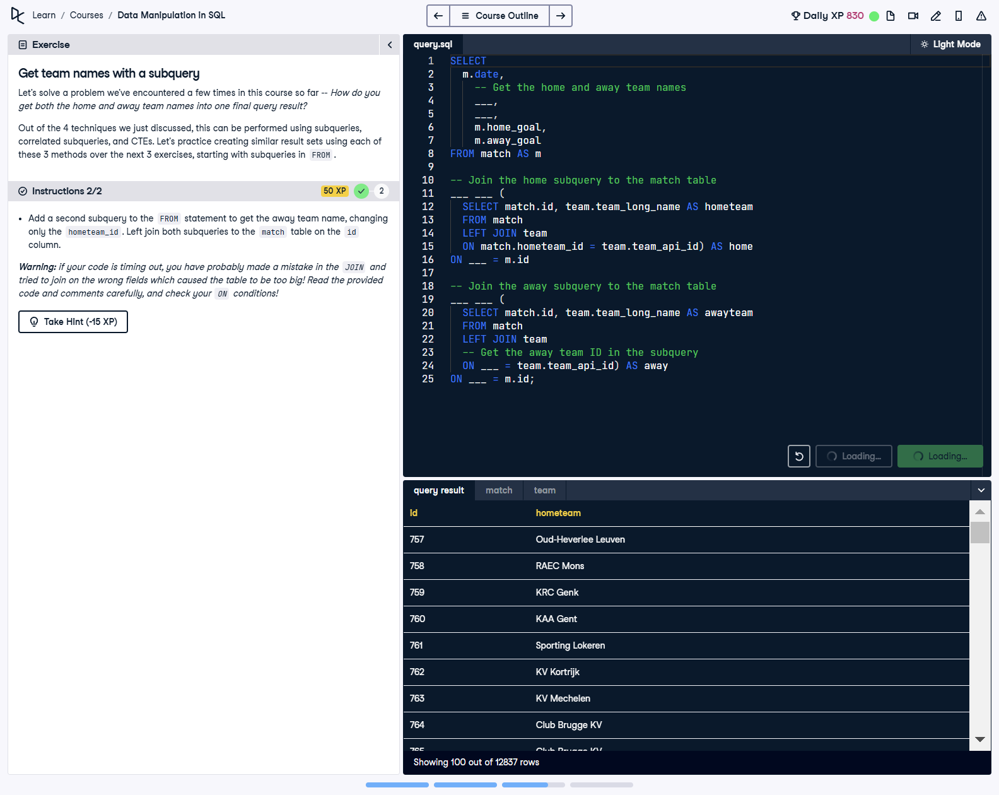 Learn / Courses / Data Manipulation in SQL
Course Outline
Daily XP 830
Exercise
Get team names with a subquery
Let's solve a problem we've encountered a few times in this course so far -- How do you
get both the home and away team names into one final query result?
Out of the 4 techniques we just discussed, this can be performed using subqueries,
correlated subqueries, and CTEs. Let's practice creating similar result sets using each of
these 3 methods over the next 3 exercises, starting with subqueries in FROM.
Instructions 2/2
50 XP
2
• Add a second subquery to the FROM statement to get the away team name, changing
only the hometeam_id. Left join both subqueries to the match table on the id
column.
Warning: if your code is timing out, you have probably made a mistake in the JOIN and
tried to join on the wrong fields which caused the table to be too big! Read the provided
code and comments carefully, and check your ON conditions!
Take Hint (-15 XP)
query.sql
Light Mode
1 SELECT
2 m.date,
3 -- Get the home and away team names
4 ___,
5 ___,
6 m.home_goal,
7 m.away_goal
8 FROM match AS m
9
10 -- Join the home subquery to the match table
11 ___ ___ (
12 SELECT match.id, team.team_long_name AS hometeam
13 FROM match
14 LEFT JOIN team
15 ON match.hometeam_id = team.team_api_id) AS home
16 ON ___ = m.id
17
18 -- Join the away subquery to the match table
19 ___ ___ (
20 SELECT match.id, team.team_long_name AS awayteam
21 FROM match
22 LEFT JOIN team
23 -- Get the away team ID in the subquery
24 ON ___ = team.team_api_id) AS away
25 ON ___ = m.id;
Loading...
Loading...
query result
match
team
id hometeam
757 Oud-Heverlee Leuven
758 RAEC Mons
759 KRC Genk
760 KAA Gent
761 Sporting Lokeren
762 KV Kortrijk
763 KV Mechelen
764 Club Brugge KV
765 Club Brugge KV
Showing 100 out of 12837 rows